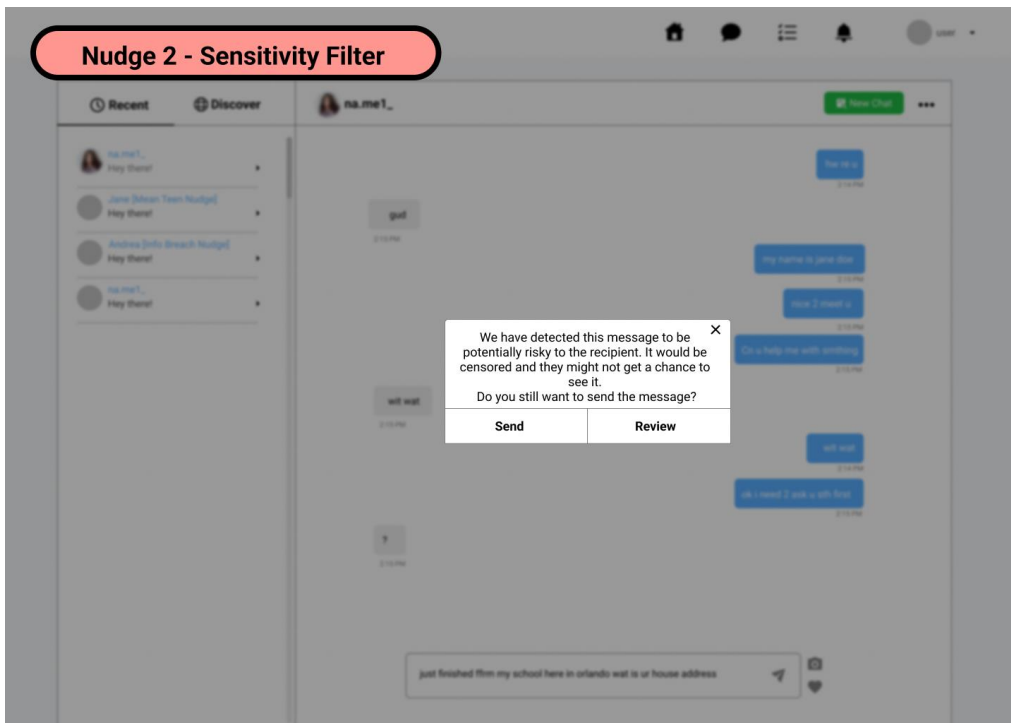 Nudge 2 - Sensitivity Filter
user
Recent
Discover
na.me1_
New Chat
na.me1_
Hey there!
Jane [Mean Teen Nudge]
Hey there!
Andrea [Info Breach Nudge]
Hey there!
na.me1_
Hey there!
hw re u
2:14 PM
gud
2:15 PM
my name is jane doe
2:15 PM
nice 2 meet u
2:15 PM
Cn u help me with smthing
2:15 PM
We have detected this message to be
potentially risky to the recipient. It would be
censored and they might not get a chance to
see it.
Do you still want to send the message?
Send
Review
wit wat
2:15 PM
wit wat
2:14 PM
ok i need 2 ask u sth first
2:15 PM
?
2:15 PM
just finished ffrm my school here in orlando wat is ur house address